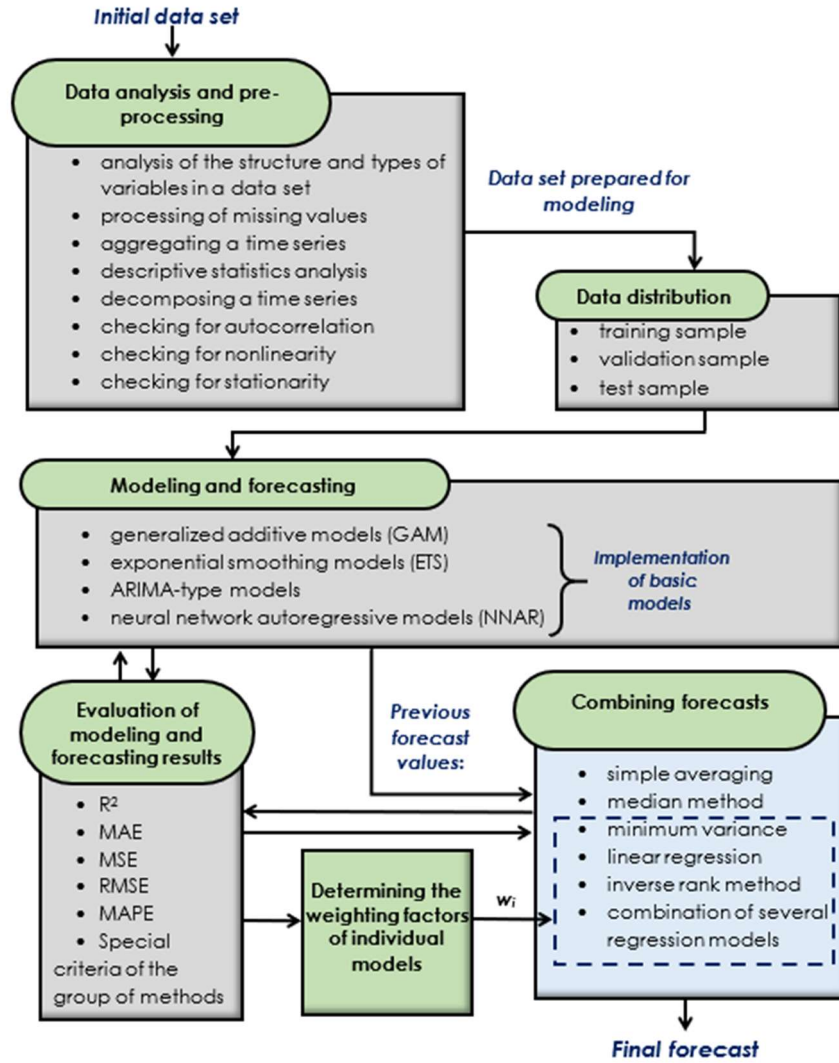 Initial data set
Data analysis and pre-
processing
• analysis of the structure and types of
variables in a data set
• processing of missing values
• aggregating a time series
• descriptive statistics analysis
• decomposing a time series
• checking for autocorrelation
• checking for nonlinearity
• checking for stationarity
Data set prepared for
modeling
Data distribution
• training sample
• validation sample
• test sample
Modeling and forecasting
• generalized additive models (GAM)
• exponential smoothing models (ETS)
• ARIMA-type models
• neural network autoregressive models (NNAR)
Implementation
of basic
models
Evaluation of
modeling and
forecasting results
• R²
• MAE
• MSE
• RMSE
• MAPE
• Special
criteria of the
group of methods
Previous
forecast
values:
Determining the
weighting factors
of individual
models
wᵢ
Combining forecasts
• simple averaging
• median method
• minimum variance
• linear regression
• inverse rank method
• combination of several
regression models
Final forecast